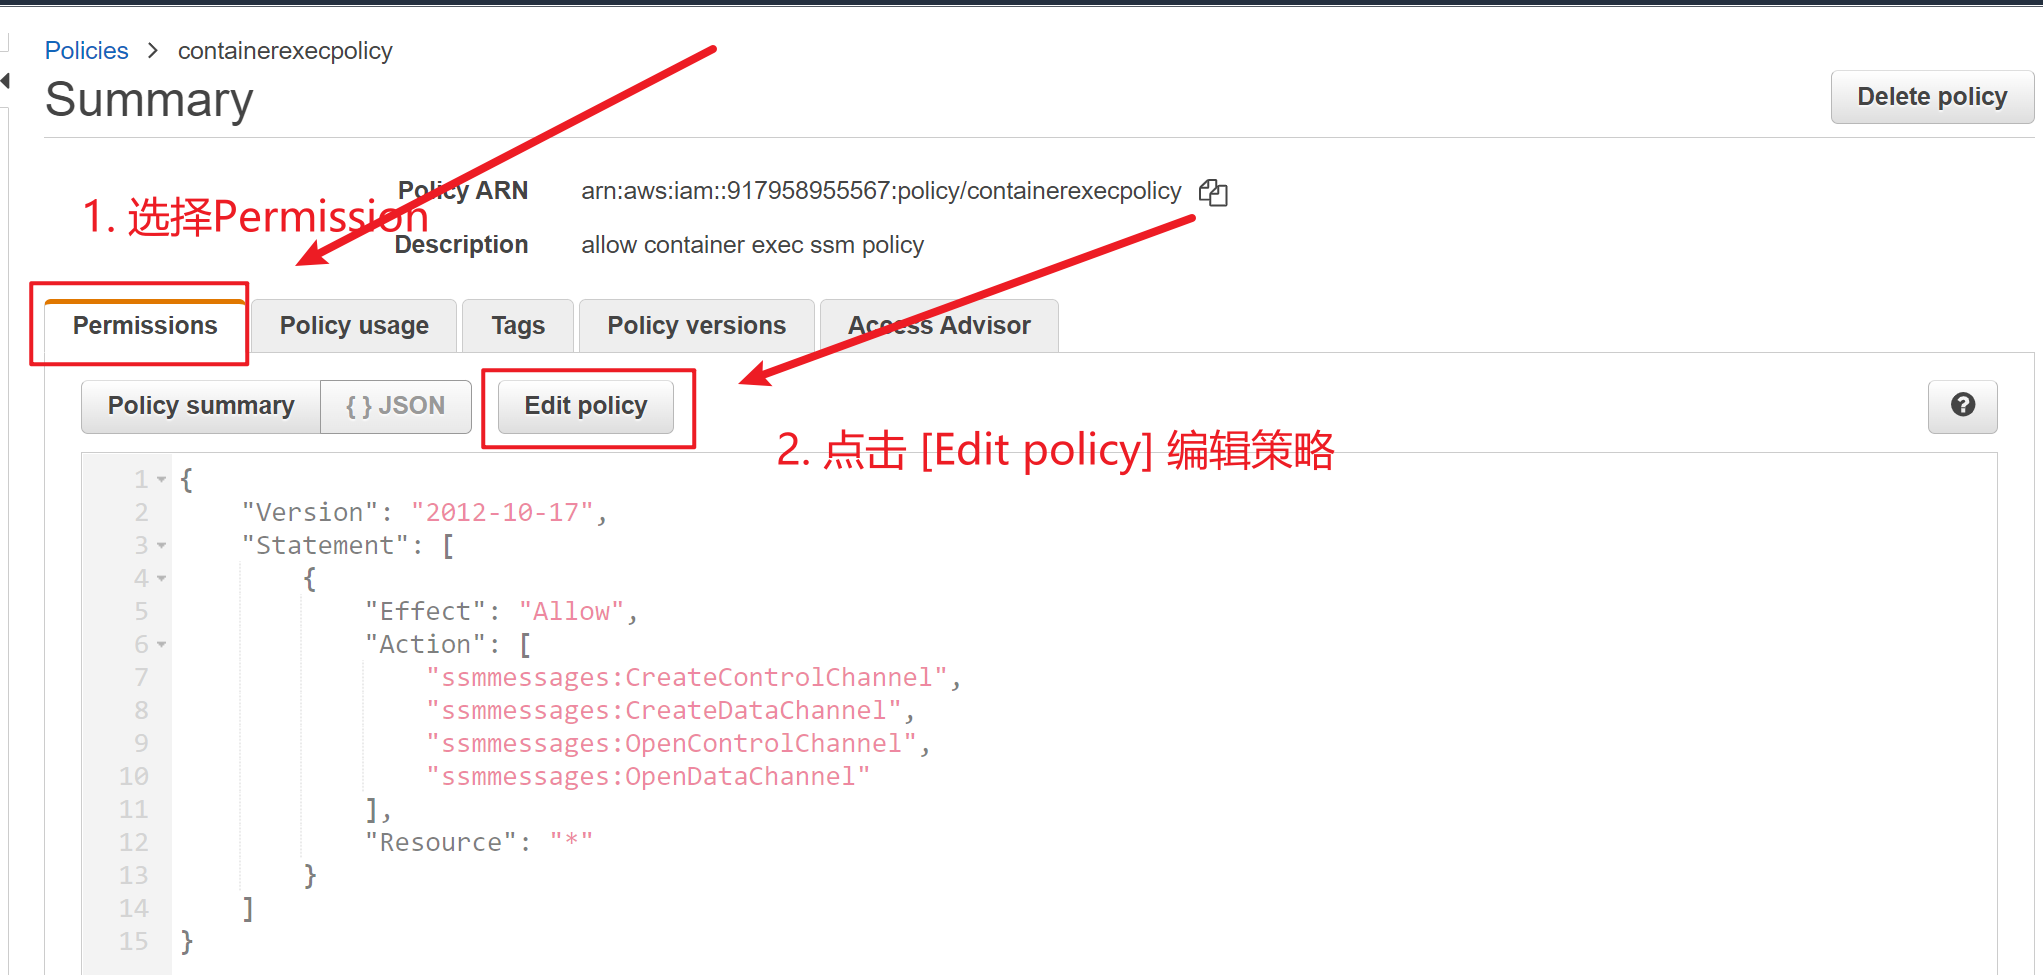 Policies > containerexecpolicy
Summary
Delete policy
Policy ARN arn:aws:iam::917958955567:policy/containerexecpolicy
1. 选择Permission
Description allow container exec ssm policy
Permissions Policy usage Tags Policy versions Access Advisor
Policy summary { } JSON Edit policy ?
2. 点击 [Edit policy] 编辑策略
1 {
2 "Version": "2012-10-17",
3 "Statement": [
4 {
5 "Effect": "Allow",
6 "Action": [
7 "ssmmessages:CreateControlChannel",
8 "ssmmessages:CreateDataChannel",
9 "ssmmessages:OpenControlChannel",
10 "ssmmessages:OpenDataChannel"
11 ],
12 "Resource": "*"
13 }
14 ]
15 }